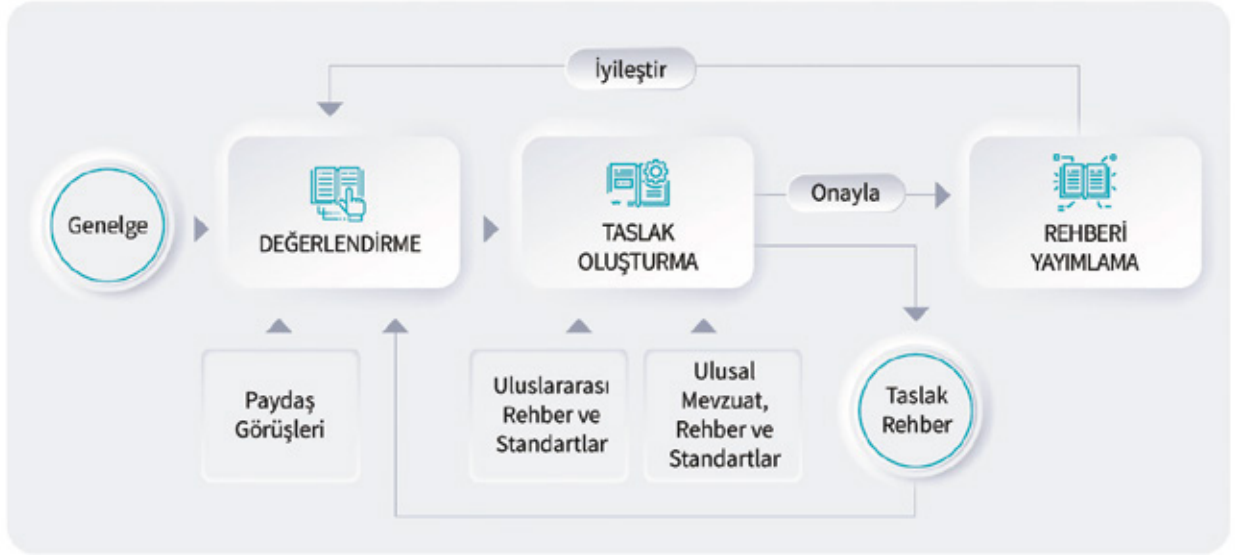 İyileştir
Genelge
DEĞERLENDİRME
TASLAK
OLUŞTURMA
Onayla
REHBERİ
YAYIMLAMA
Paydaş
Görüşleri
Uluslararası
Rehber ve
Standartlar
Ulusal
Mevzuat,
Rehber ve
Standartlar
Taslak
Rehber